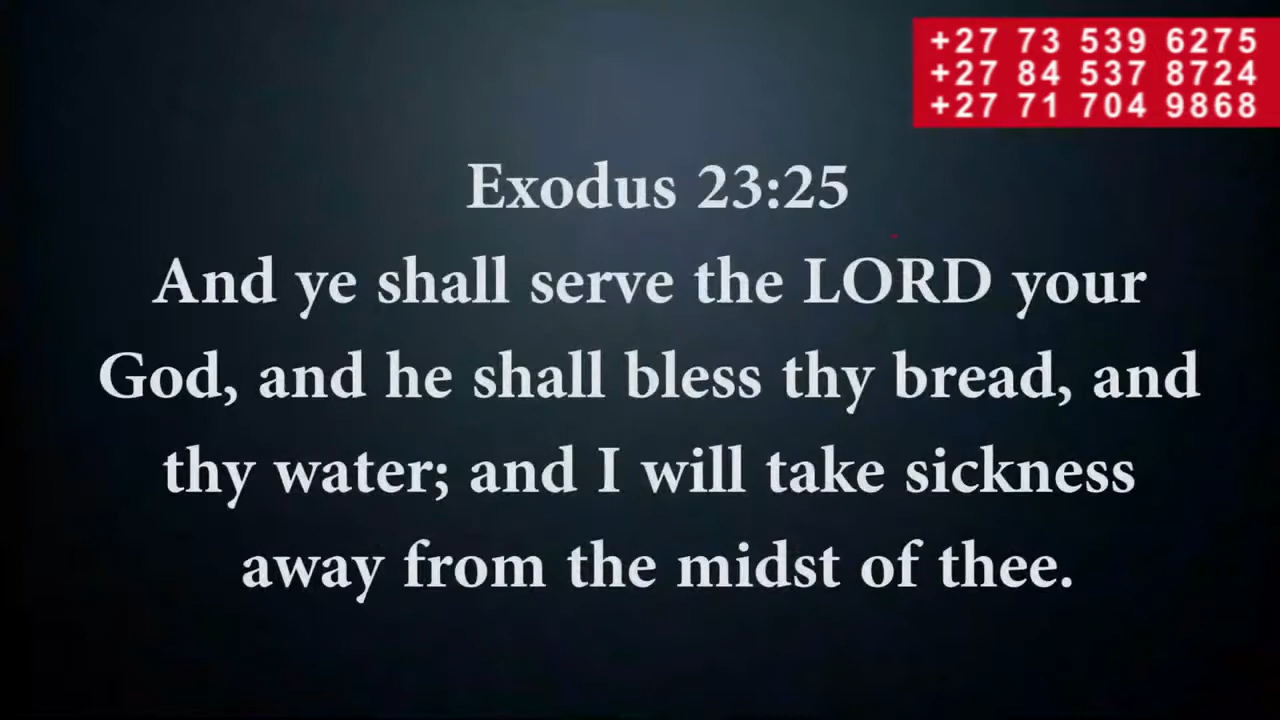 +27 73 539 6275
+27 84 537 8724
+27 71 704 9868
Exodus 23:25
And ye shall serve the LORD your
God, and he shall bless thy bread, and
thy water; and I will take sickness
away from the midst of thee.